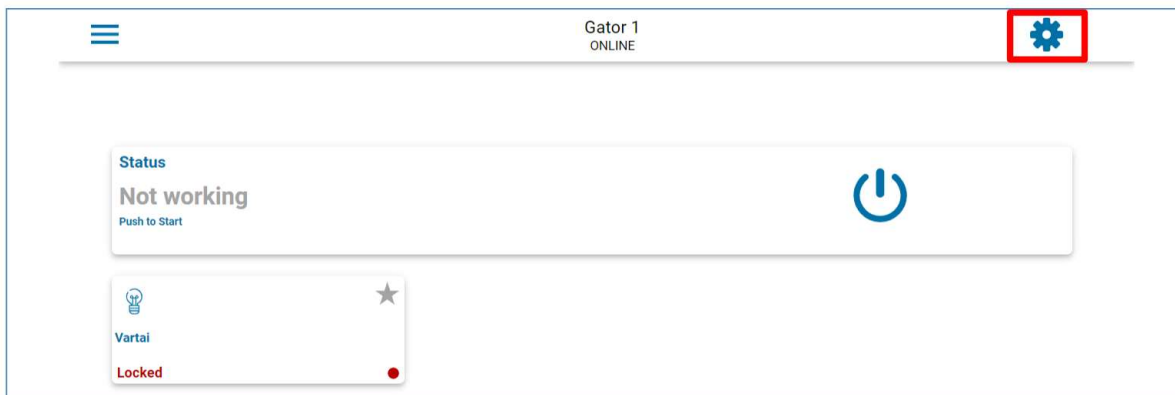 Gator 1
ONLINE
Status
Not working
Push to Start
Vartai
Locked